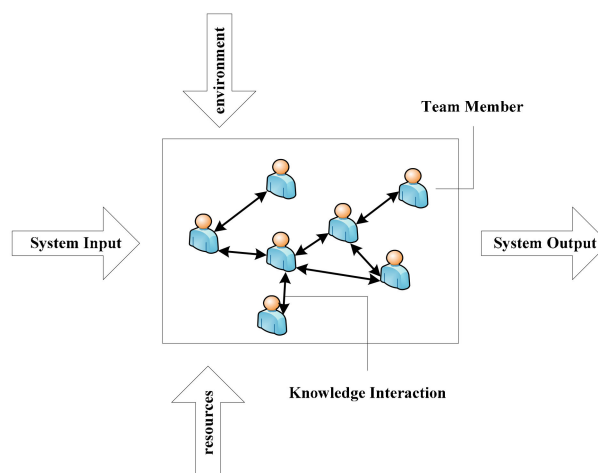 environment
Team Member
System Input
System Output
Knowledge Interaction
resources